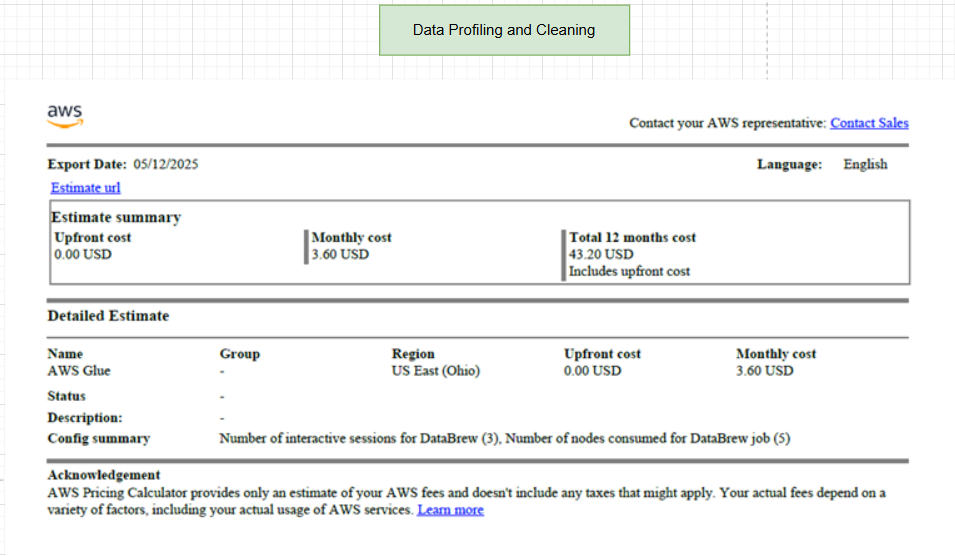 Data Profiling and Cleaning
aws
Contact your AWS representative: Contact Sales
Export Date: 05/12/2025 Language: English
Estimate url
Estimate summary
Upfront cost Monthly cost Total 12 months cost
0.00 USD 3.60 USD 43.20 USD
Includes upfront cost
Detailed Estimate
Name Group Region Upfront cost Monthly cost
AWS Glue - US East (Ohio) 0.00 USD 3.60 USD
Status -
Description: -
Config summary Number of interactive sessions for DataBrew (3), Number of nodes consumed for DataBrew job (5)
Acknowledgement
AWS Pricing Calculator provides only an estimate of your AWS fees and doesn't include any taxes that might apply. Your actual fees depend on a
variety of factors, including your actual usage of AWS services. Learn more